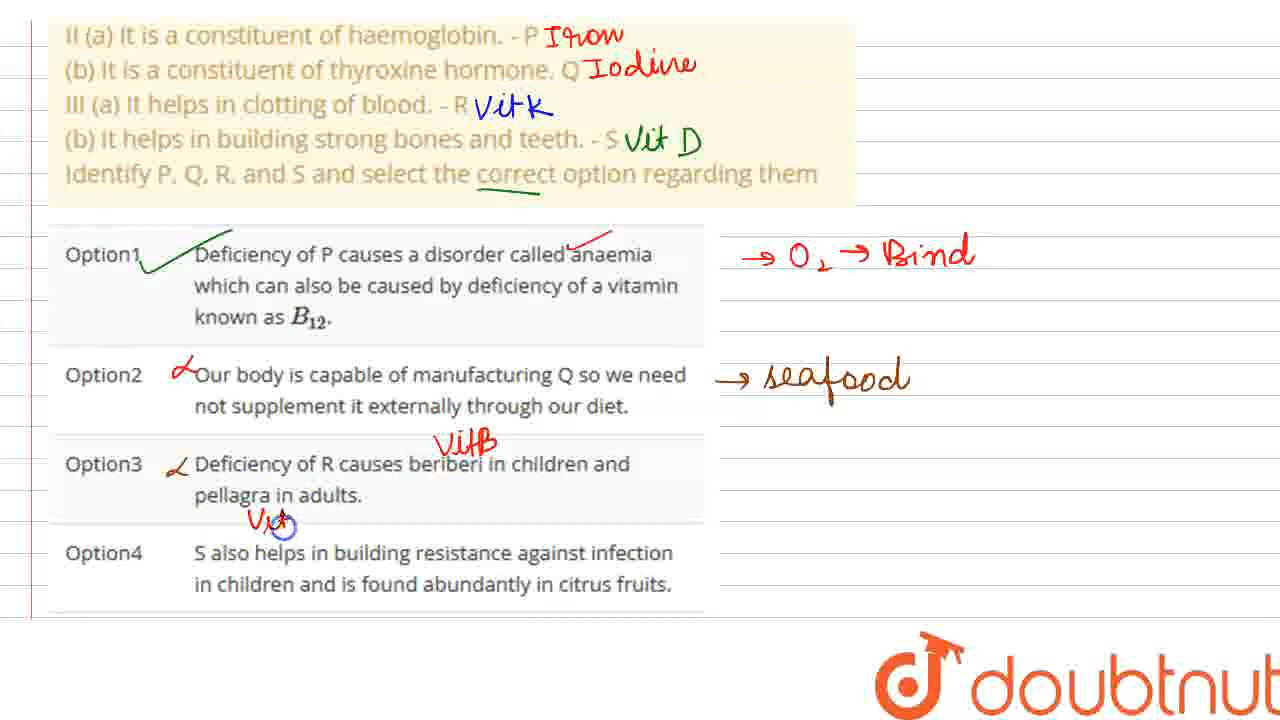 II (a) It is a constituent of haemoglobin. - P Iron
(b) It is a constituent of thyroxine hormone. Q Iodine
III (a) It helps in clotting of blood. - R Vit K
(b) It helps in building strong bones and teeth. - S Vit D
Identify P, Q, R, and S and select the correct option regarding them
Option1 Deficiency of P causes a disorder called anaemia → O2 → Bind
which can also be caused by deficiency of a vitamin
known as B12.
Option2 Our body is capable of manufacturing Q so we need → seafood
not supplement it externally through our diet.
Vit B
Option3 Deficiency of R causes beriberi in children and
pellagra in adults.
Vit
Option4 S also helps in building resistance against infection
in children and is found abundantly in citrus fruits.
doubtnut